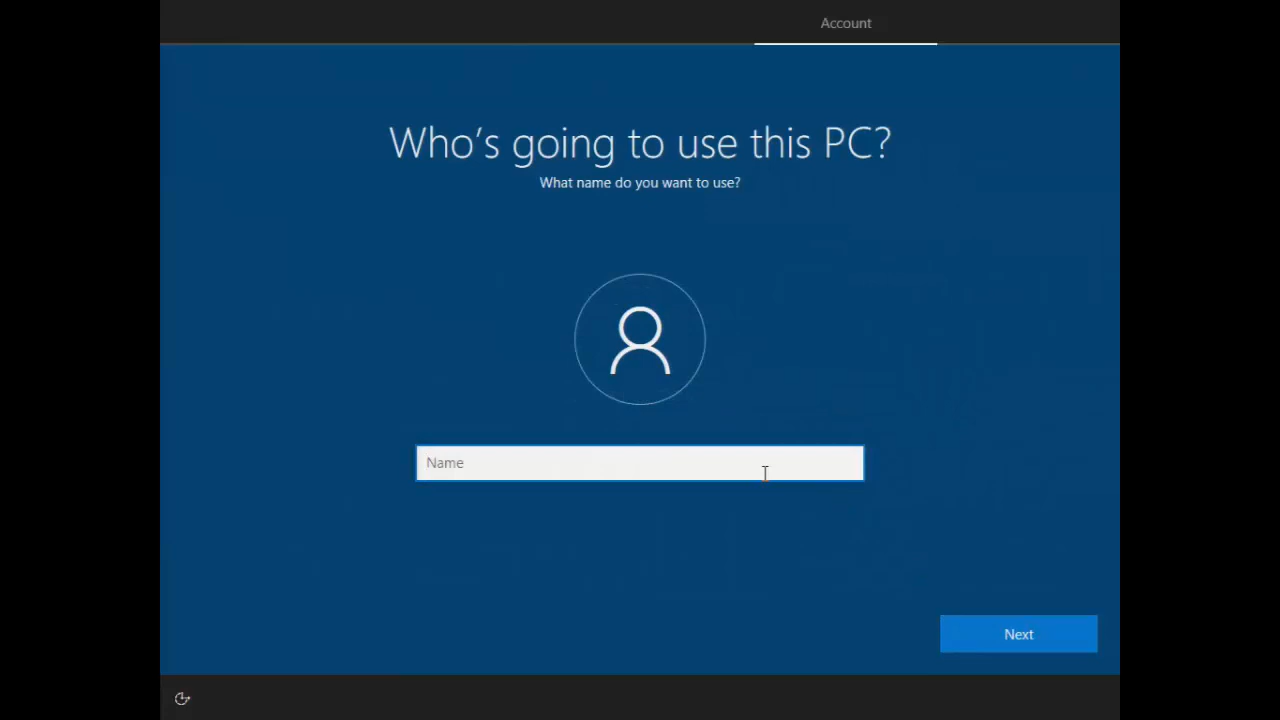 Account
Who's going to use this PC?
What name do you want to use?
Name
Next